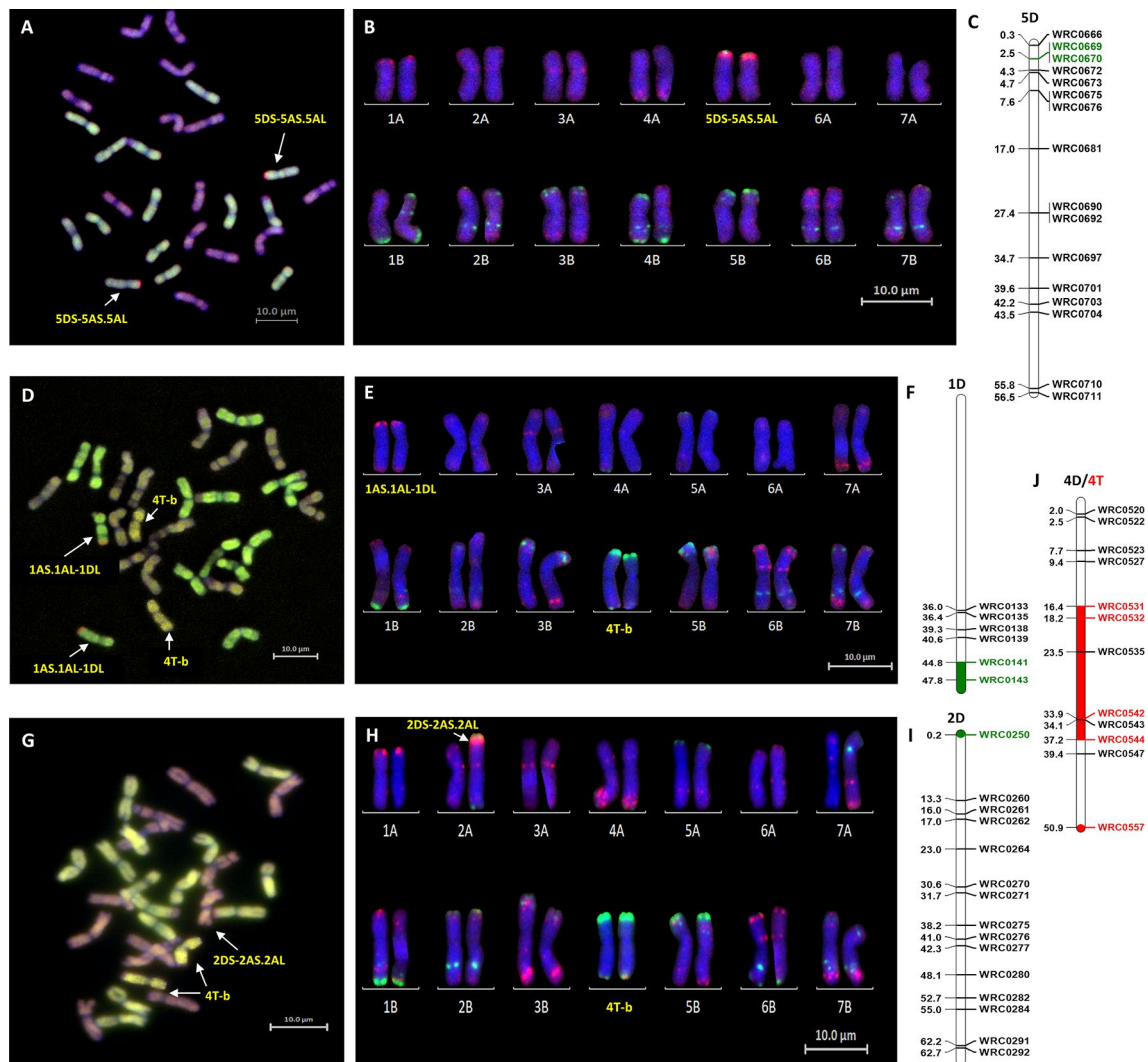 A
5DS-5AS.5AL
5DS-5AS.5AL
10.0 µm
B
1A 2A 3A 4A 5DS-5AS.5AL 6A 7A
1B 2B 3B 4B 5B 6B 7B
10.0 µm
C
5D
0.3 WRC0666
WRC0669
2.5 WRC0670
4.3 WRC0672
4.7 WRC0673
WRC0675
7.6 WRC0676
17.0 WRC0681
WRC0690
27.4 WRC0692
34.7 WRC0697
39.6 WRC0701
42.2 WRC0703
43.5 WRC0704
55.8 WRC0710
56.5 WRC0711
D
4T-b
1AS.1AL-1DL
4T-b
1AS.1AL-1DL
10.0 µm
E
1AS.1AL-1DL 3A 4A 5A 6A 7A
1B 2B 3B 4T-b 5B 6B 7B
10.0 µm
F
1D
36.0 WRC0133
36.4 WRC0135
39.3 WRC0138
40.6 WRC0139
44.8 WRC0141
47.8 WRC0143
G
2DS-2AS.2AL
4T-b
10.0 µm
H
2DS-2AS.2AL
1A 2A 3A 4A 5A 6A 7A
1B 2B 3B 4T-b 5B 6B 7B
10.0 µm
I
2D
0.2 WRC0250
13.3 WRC0260
16.0 WRC0261
17.0 WRC0262
23.0 WRC0264
30.6 WRC0270
31.7 WRC0271
38.2 WRC0275
41.0 WRC0276
42.3 WRC0277
48.1 WRC0280
52.7 WRC0282
55.0 WRC0284
62.2 WRC0291
62.7 WRC0292
J
4D/4T
2.0 WRC0520
2.5 WRC0522
7.7 WRC0523
9.4 WRC0527
16.4 WRC0531
18.2 WRC0532
23.5 WRC0535
33.9 WRC0542
34.1 WRC0543
37.2 WRC0544
39.4 WRC0547
50.9 WRC0557